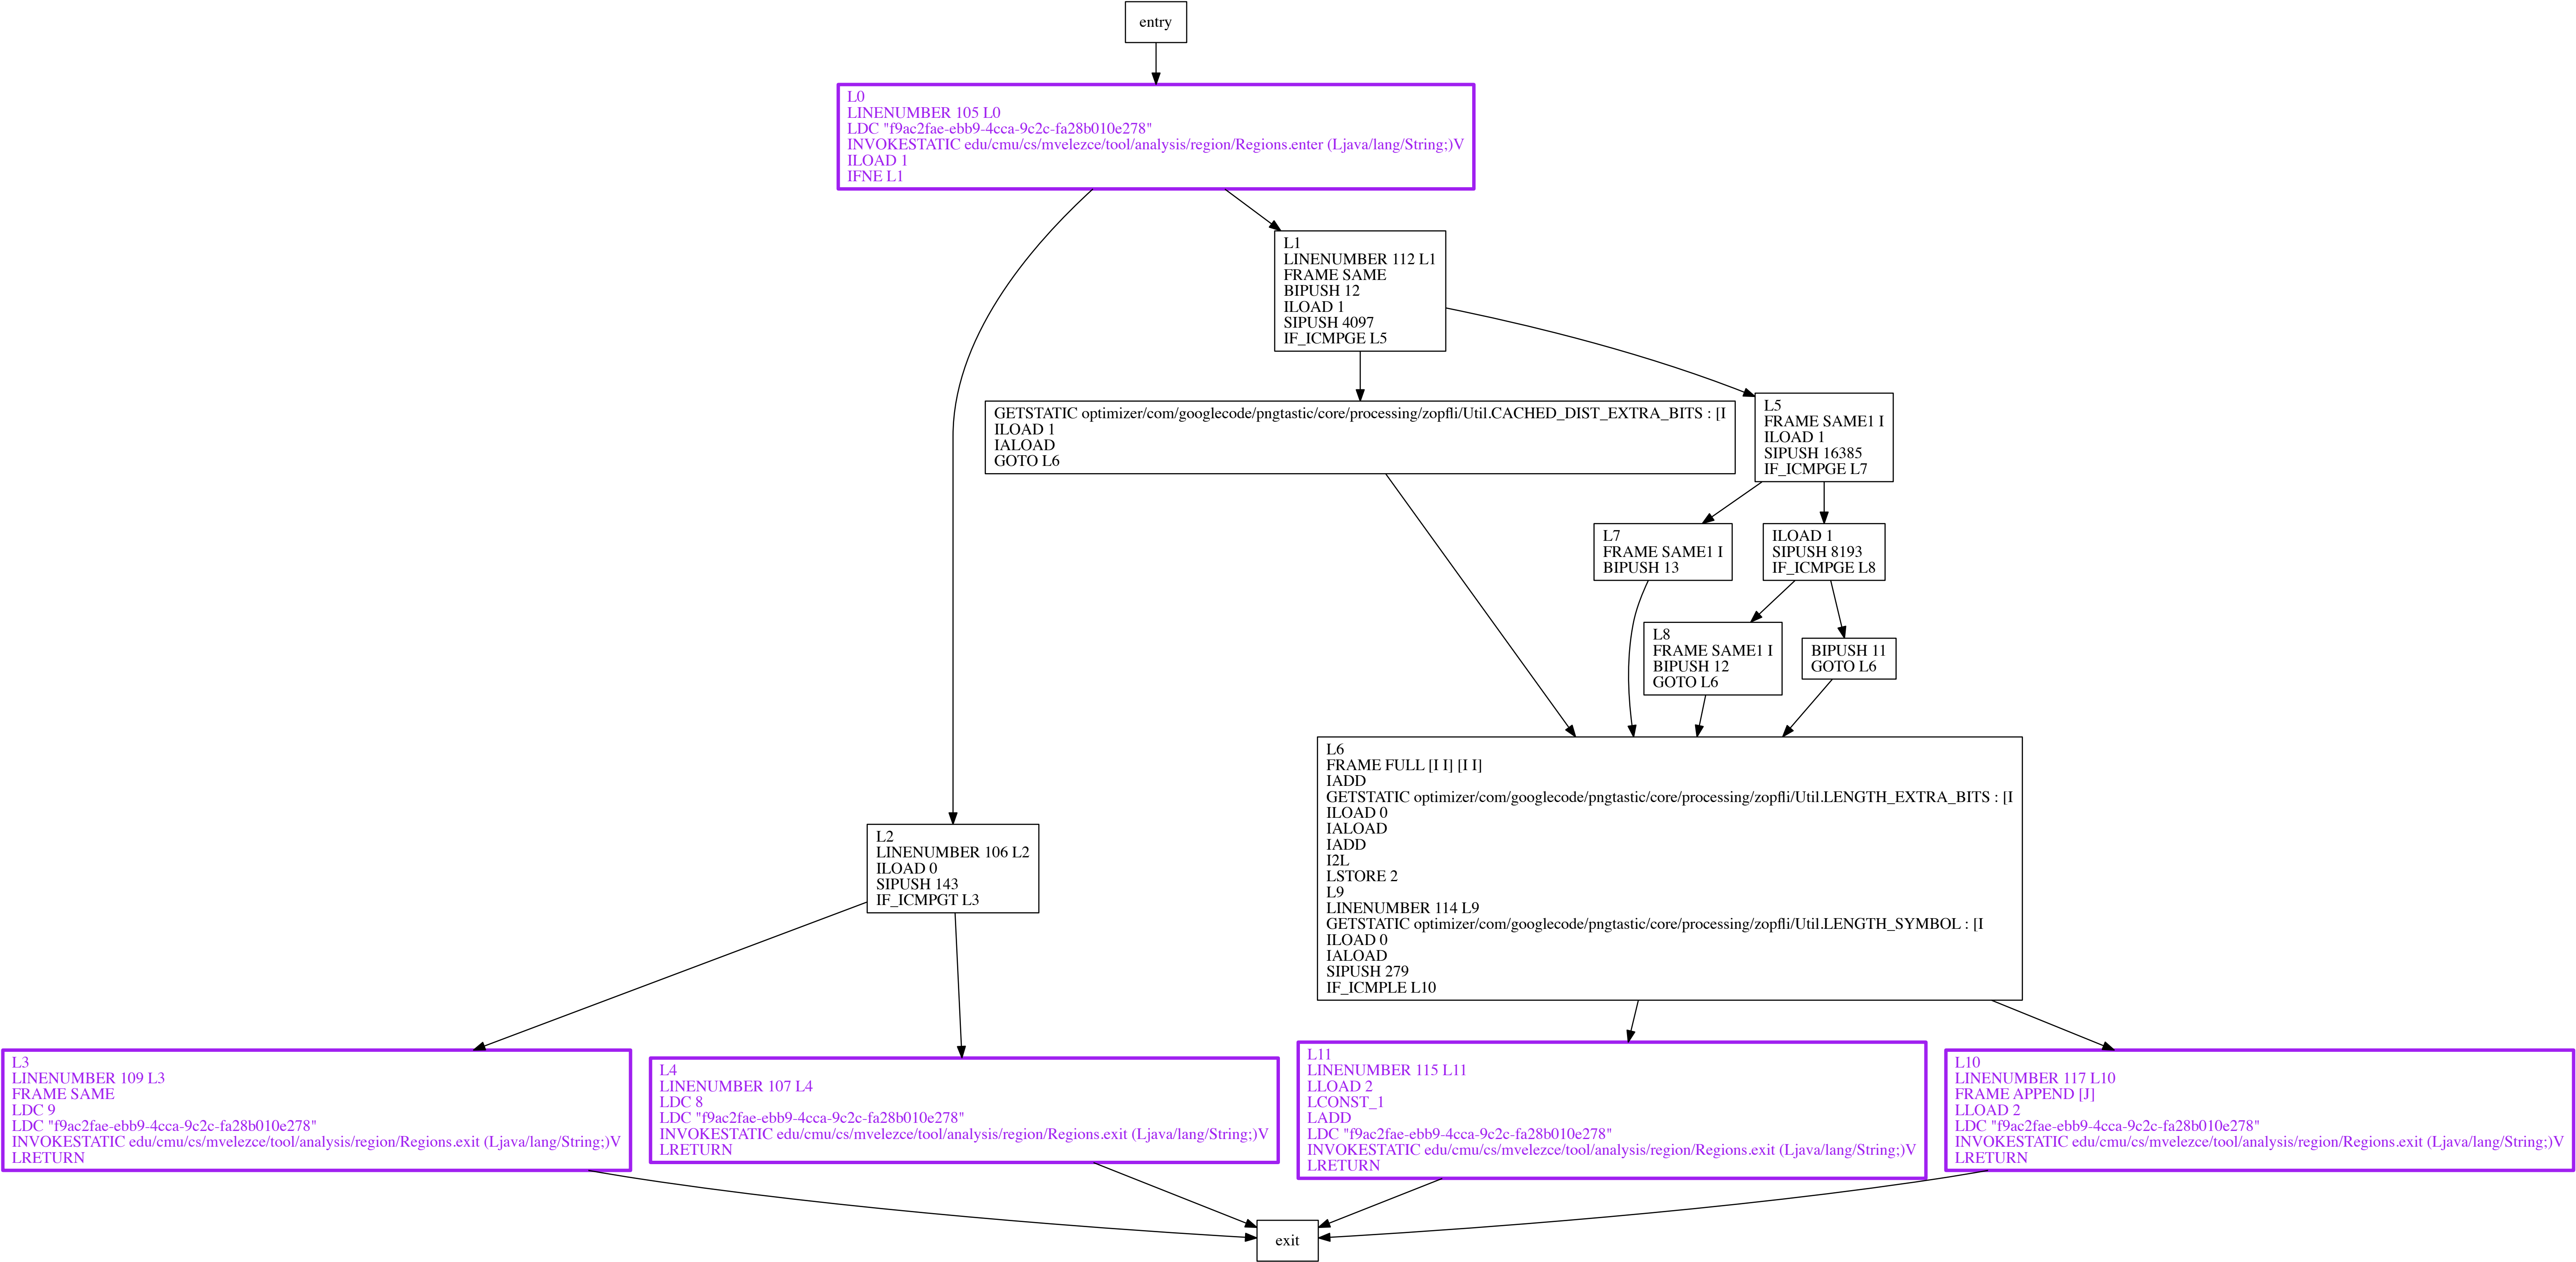 entry
L0
LINENUMBER 105 L0
LDC "f9ac2fae-ebb9-4cca-9c2c-fa28b010e278"
INVOKESTATIC edu/cmu/cs/mvelezce/tool/analysis/region/Regions.enter (Ljava/lang/String;)V
ILOAD 1
IFNE L1
L1
LINENUMBER 112 L1
FRAME SAME
BIPUSH 12
ILOAD 1
SIPUSH 4097
IF_ICMPGE L5
GETSTATIC optimizer/com/googlecode/pngtastic/core/processing/zopfli/Util.CACHED_DIST_EXTRA_BITS : [I
ILOAD 1
IALOAD
GOTO L6
L5
FRAME SAME1 I
ILOAD 1
SIPUSH 16385
IF_ICMPGE L7
L7
FRAME SAME1 I
BIPUSH 13
ILOAD 1
SIPUSH 8193
IF_ICMPGE L8
L8
FRAME SAME1 I
BIPUSH 12
GOTO L6
BIPUSH 11
GOTO L6
L6
FRAME FULL [I I] [I I]
IADD
GETSTATIC optimizer/com/googlecode/pngtastic/core/processing/zopfli/Util.LENGTH_EXTRA_BITS : [I
ILOAD 0
IALOAD
IADD
I2L
LSTORE 2
L9
LINENUMBER 114 L9
GETSTATIC optimizer/com/googlecode/pngtastic/core/processing/zopfli/Util.LENGTH_SYMBOL : [I
ILOAD 0
IALOAD
SIPUSH 279
IF_ICMPLE L10
L2
LINENUMBER 106 L2
ILOAD 0
SIPUSH 143
IF_ICMPGT L3
L3
LINENUMBER 109 L3
FRAME SAME
LDC 9
LDC "f9ac2fae-ebb9-4cca-9c2c-fa28b010e278"
INVOKESTATIC edu/cmu/cs/mvelezce/tool/analysis/region/Regions.exit (Ljava/lang/String;)V
LRETURN
L4
LINENUMBER 107 L4
LDC 8
LDC "f9ac2fae-ebb9-4cca-9c2c-fa28b010e278"
INVOKESTATIC edu/cmu/cs/mvelezce/tool/analysis/region/Regions.exit (Ljava/lang/String;)V
LRETURN
L11
LINENUMBER 115 L11
LLOAD 2
LCONST_1
LADD
LDC "f9ac2fae-ebb9-4cca-9c2c-fa28b010e278"
INVOKESTATIC edu/cmu/cs/mvelezce/tool/analysis/region/Regions.exit (Ljava/lang/String;)V
LRETURN
L10
LINENUMBER 117 L10
FRAME APPEND [J]
LLOAD 2
LDC "f9ac2fae-ebb9-4cca-9c2c-fa28b010e278"
INVOKESTATIC edu/cmu/cs/mvelezce/tool/analysis/region/Regions.exit (Ljava/lang/String;)V
LRETURN
exit